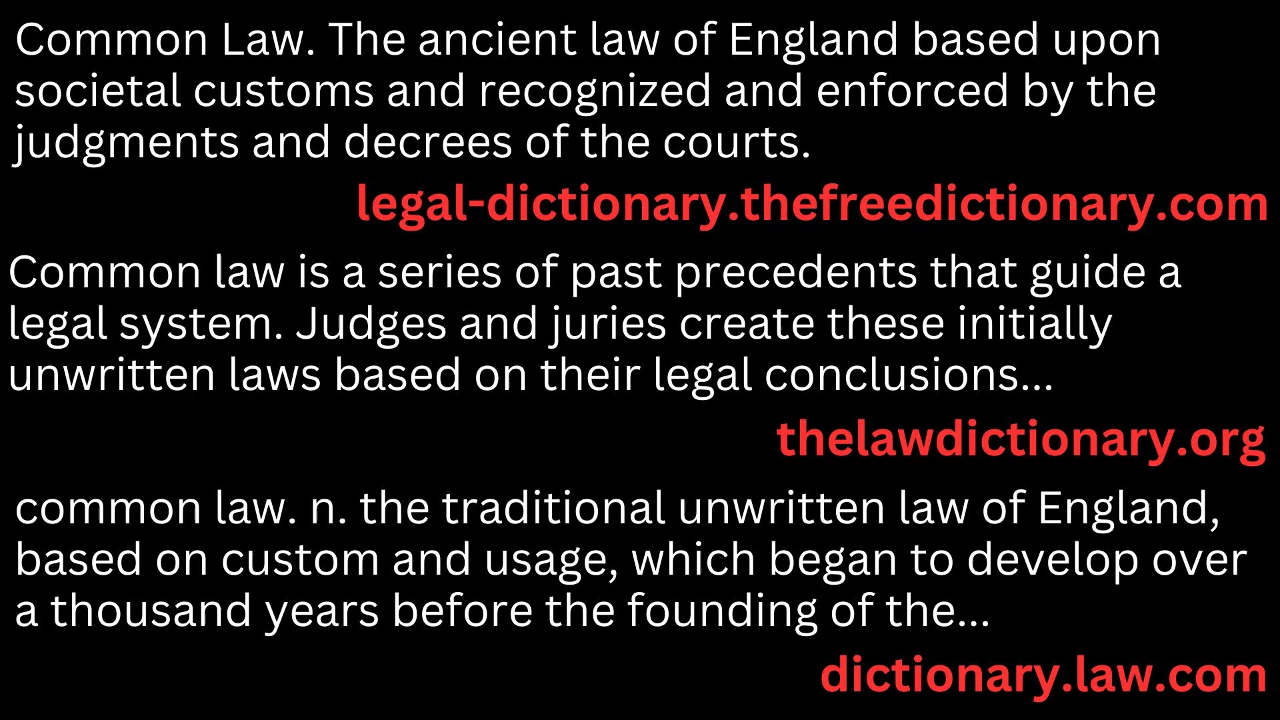 Common Law. The ancient law of England based upon
societal customs and recognized and enforced by the
judgments and decrees of the courts.
legal-dictionary.thefreedictionary.com
Common law is a series of past precedents that guide a
legal system. Judges and juries create these initially
unwritten laws based on their legal conclusions...
thelawdictionary.org
common law. n. the traditional unwritten law of England,
based on custom and usage, which began to develop over
a thousand years before the founding of the...
dictionary.law.com